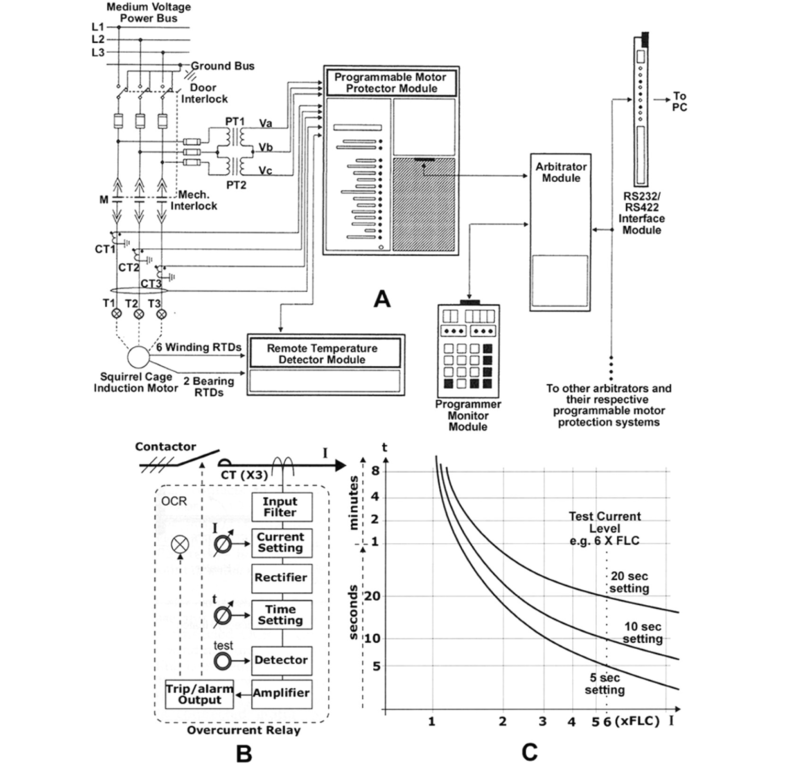 Medium Voltage
Power Bus
L1
L2
L3
Ground Bus
Door
Interlock
PT1
Va
Vb
Vc
PT2
M
Mech.
Interlock
CT1
CT2
CT3
T1 T2 T3
6 Winding RTDs
Squirrel Cage
Induction Motor
2 Bearing
RTDs
Programmable Motor
Protector Module
Remote Temperature
Detector Module
A
Arbitrator
Module
To
PC
RS232/
RS422
Interface
Module
Programmer
Monitor
Module
To other arbitrators and
their respective
programmable motor
protection systems
Contactor
I
CT (X3)
OCR
Input
Filter
I
Current
Setting
Rectifier
t
Time
Setting
test
Detector
Trip/alarm
Output
Amplifier
Overcurrent Relay
B
t
minutes
8
4
2
1
seconds
20
10
5
Test Current
Level
e.g. 6 X FLC
20 sec
setting
10 sec
setting
5 sec
setting
1 2 3 4 5 6 (xFLC) I
C